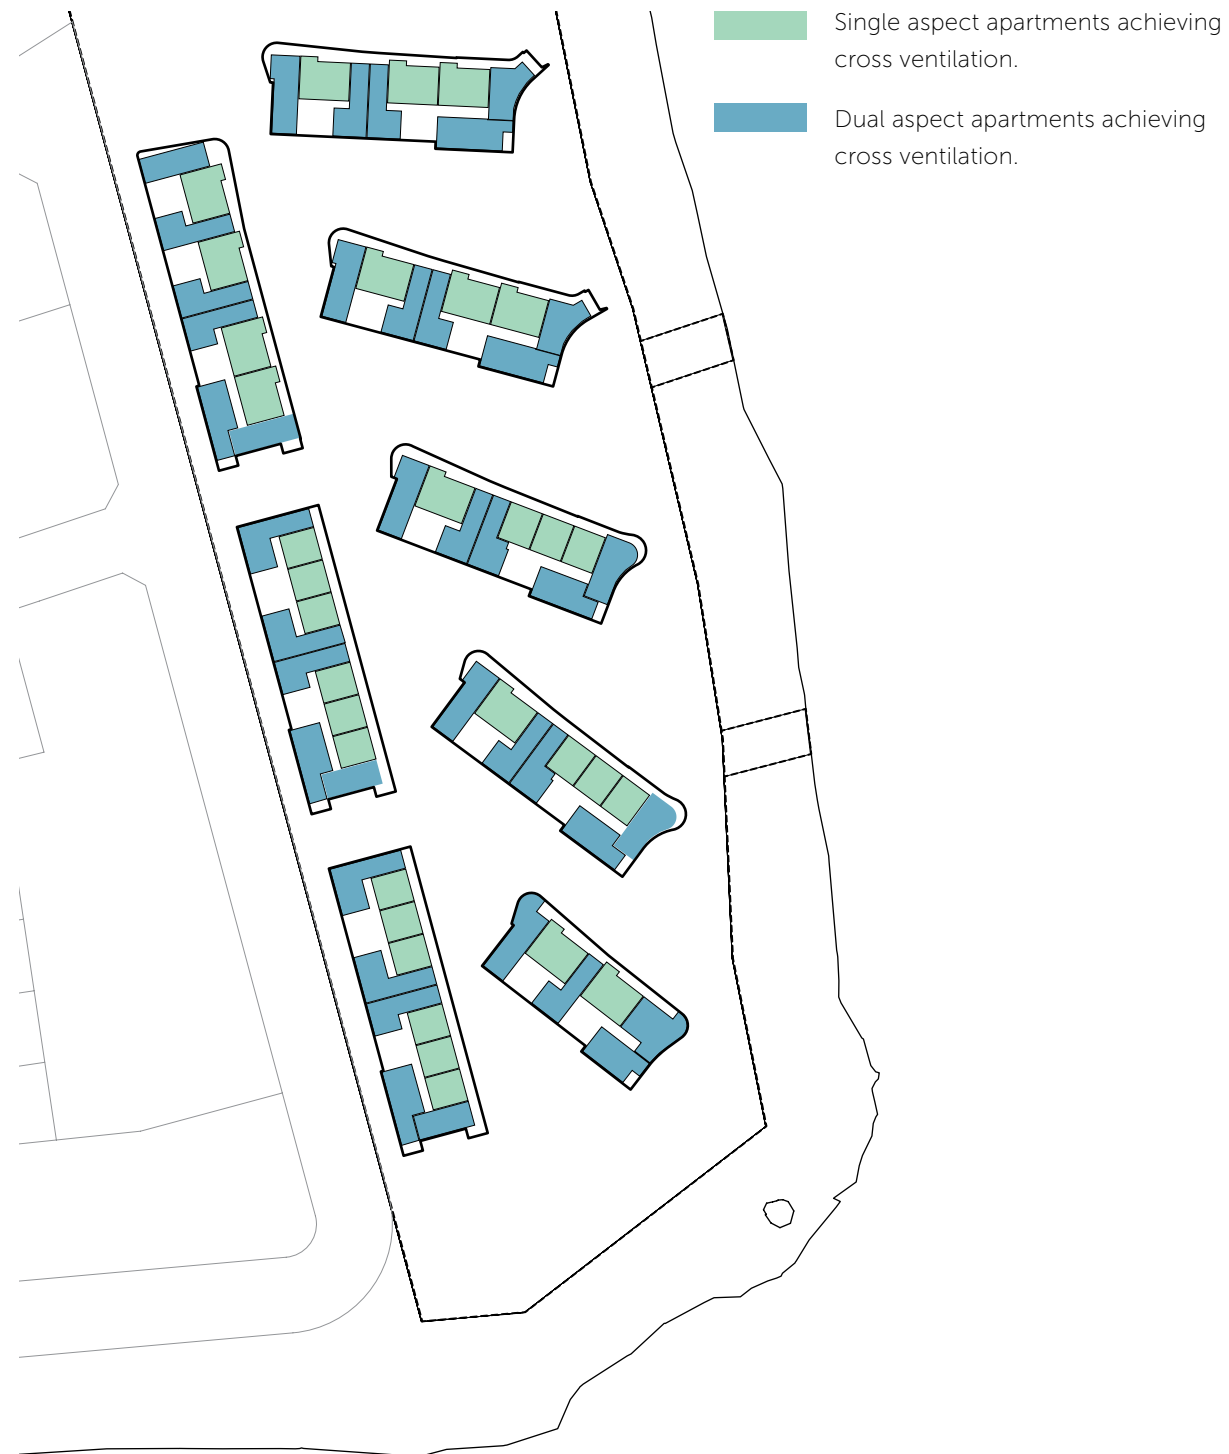 Single aspect apartments achieving
cross ventilation.
Dual aspect apartments achieving
cross ventilation.